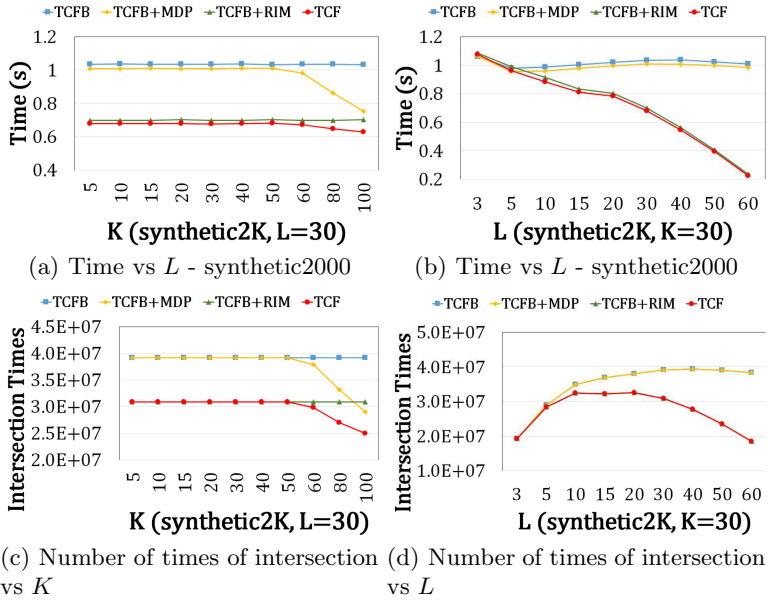 TCFB TCFB+MDP TCFB+RIM TCF
Time (s)
1.2
1
0.8
0.6
0.4
5 10 15 20 30 40 50 60 80 100
K (synthetic2K, L=30)
(a) Time vs L - synthetic2000
TCFB TCFB+MDP TCFB+RIM TCF
Time (s)
1.2
1.0
0.8
0.6
0.4
0.2
3 5 10 15 20 30 40 50 60
L (synthetic2K, K=30)
(b) Time vs L - synthetic2000
TCFB TCFB+MDP TCFB+RIM TCF
Intersection Times
4.5E+07
4.0E+07
3.5E+07
3.0E+07
2.5E+07
2.0E+07
5 10 15 20 30 40 50 60 80 100
K (synthetic2K, L=30)
(c) Number of times of intersection
vs K
TCFB TCFB+MDP TCFB+RIM TCF
Intersection Times
5.0E+07
4.0E+07
3.0E+07
2.0E+07
1.0E+07
3 5 10 15 20 30 40 50 60
L (synthetic2K, K=30)
(d) Number of times of intersection
vs L